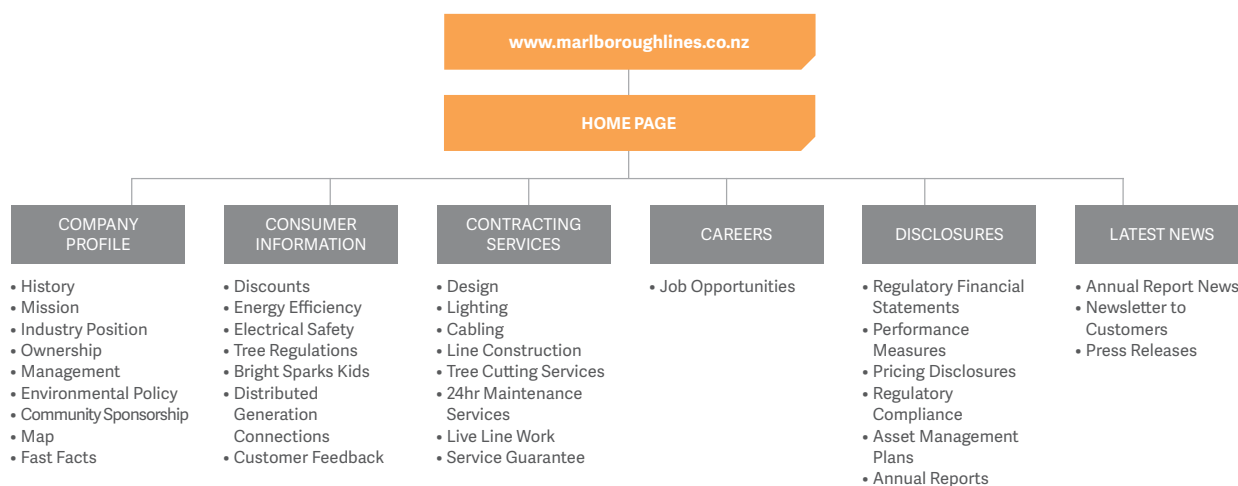 www.marlboroughlines.co.nz
HOME PAGE
COMPANY
PROFILE
• History
• Mission
• Industry Position
• Ownership
• Management
• Environmental Policy
• Community Sponsorship
• Map
• Fast Facts
CONSUMER
INFORMATION
• Discounts
• Energy Efficiency
• Electrical Safety
• Tree Regulations
• Bright Sparks Kids
• Distributed
Generation
Connections
• Customer Feedback
CONTRACTING
SERVICES
• Design
• Lighting
• Cabling
• Line Construction
• Tree Cutting Services
• 24hr Maintenance
Services
• Live Line Work
• Service Guarantee
CAREERS
• Job Opportunities
DISCLOSURES
• Regulatory Financial
Statements
• Performance
Measures
• Pricing Disclosures
• Regulatory
Compliance
• Asset Management
Plans
• Annual Reports
LATEST NEWS
• Annual Report News
• Newsletter to
Customers
• Press Releases